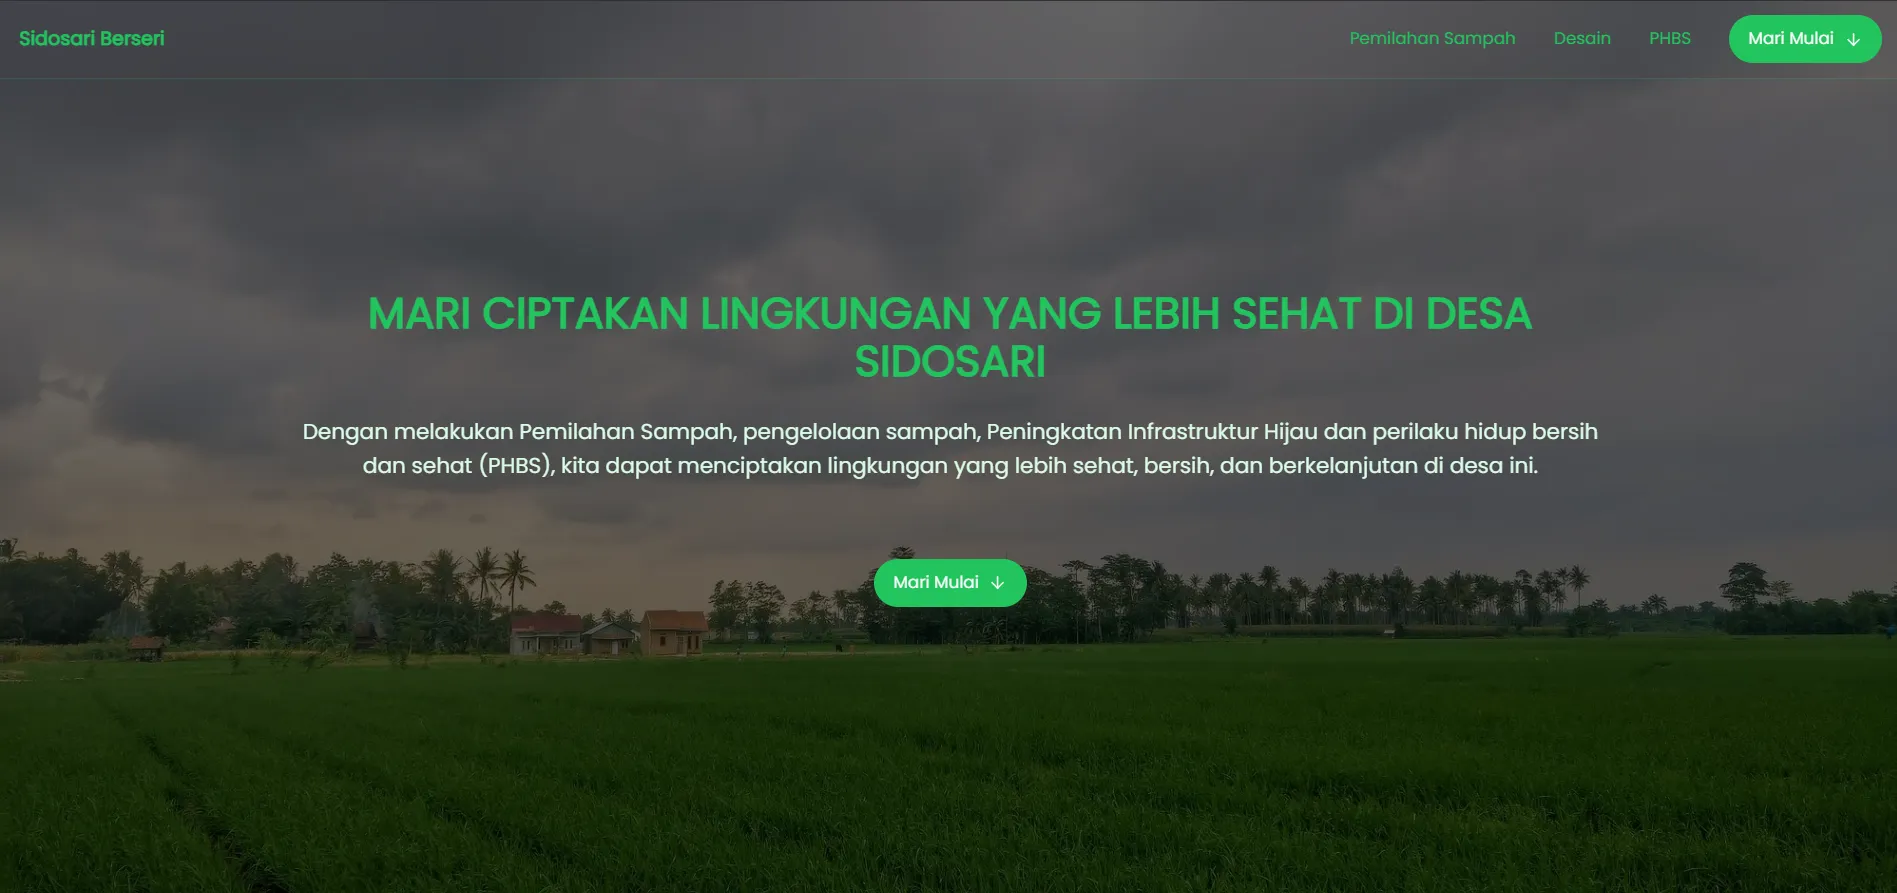 Sidosari Berseri
Pemilahan Sampah
Desain
PHBS
Mari Mulai ↓
MARI CIPTAKAN LINGKUNGAN YANG LEBIH SEHAT DI DESA
SIDOSARI
Dengan melakukan Pemilahan Sampah, pengelolaan sampah, Peningkatan Infrastruktur Hijau dan perilaku hidup bersih
dan sehat (PHBS), kita dapat menciptakan lingkungan yang lebih sehat, bersih, dan berkelanjutan di desa ini.
Mari Mulai ↓